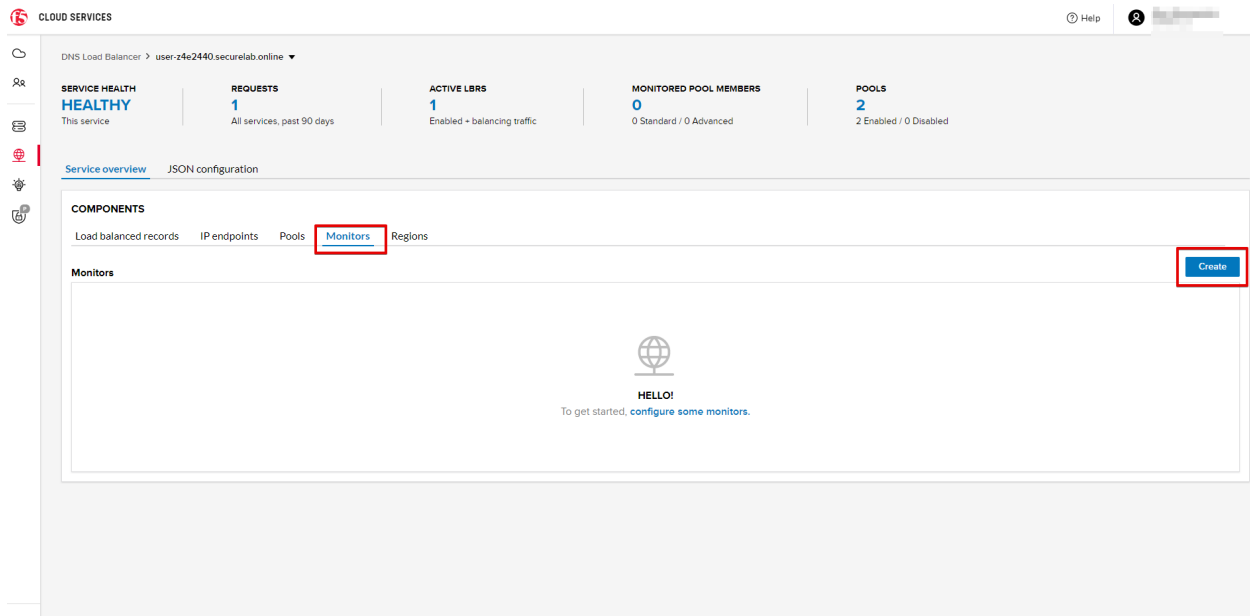 f5 CLOUD SERVICES
Help
DNS Load Balancer > user-z4e2440.securelab.online
SERVICE HEALTH
HEALTHY
This service
REQUESTS
1
All services, past 90 days
ACTIVE LBRS
1
Enabled + balancing traffic
MONITORED POOL MEMBERS
0
0 Standard / 0 Advanced
POOLS
2
2 Enabled / 0 Disabled
Service overview JSON configuration
P
COMPONENTS
Load balanced records IP endpoints Pools Monitors Regions
Monitors
Create
HELLO!
To get started, configure some monitors.